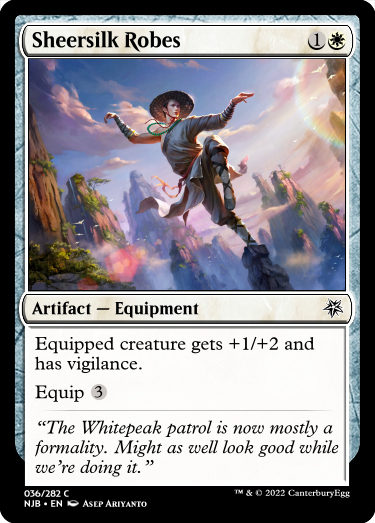 Sheersilk Robes 1
Artifact — Equipment
Equipped creature gets +1/+2 and
has vigilance.
Equip 3
“The Whitepeak patrol is now mostly a
formality. Might as well look good while
we’re doing it.”
036/282 C
NJB • EN Asep Ariyanto
™ & © 2022 CanterburyEgg